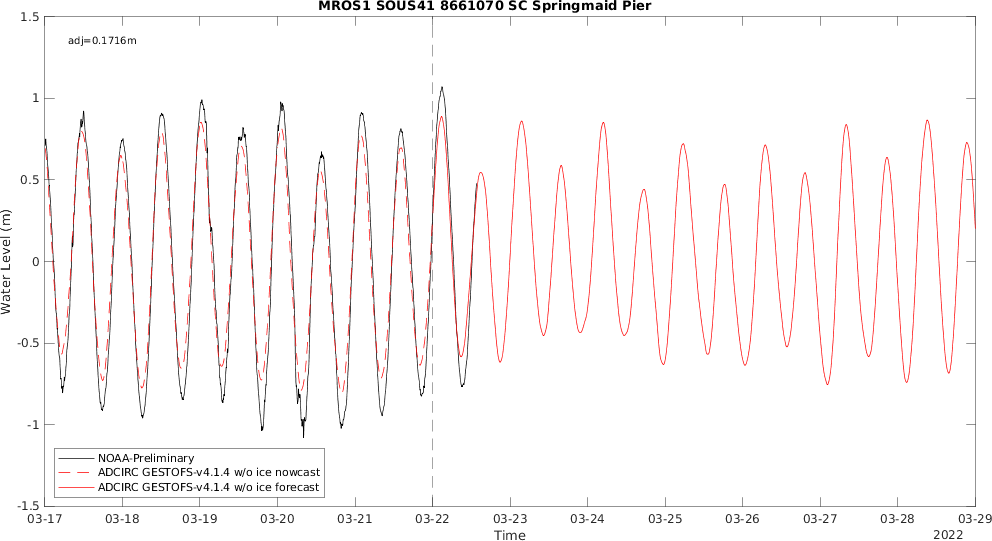 MROS1 SOUS41 8661070 SC Springmaid Pier
adj=0.1716m
1.5
1
0.5
0
-0.5
-1
-1.5
Water Level (m)
NOAA-Preliminary
ADCIRC GESTOFS-v4.1.4 w/o ice nowcast
ADCIRC GESTOFS-v4.1.4 w/o ice forecast
03-17 03-18 03-19 03-20 03-21 03-22 03-23 03-24 03-25 03-26 03-27 03-28 03-29
Time
2022